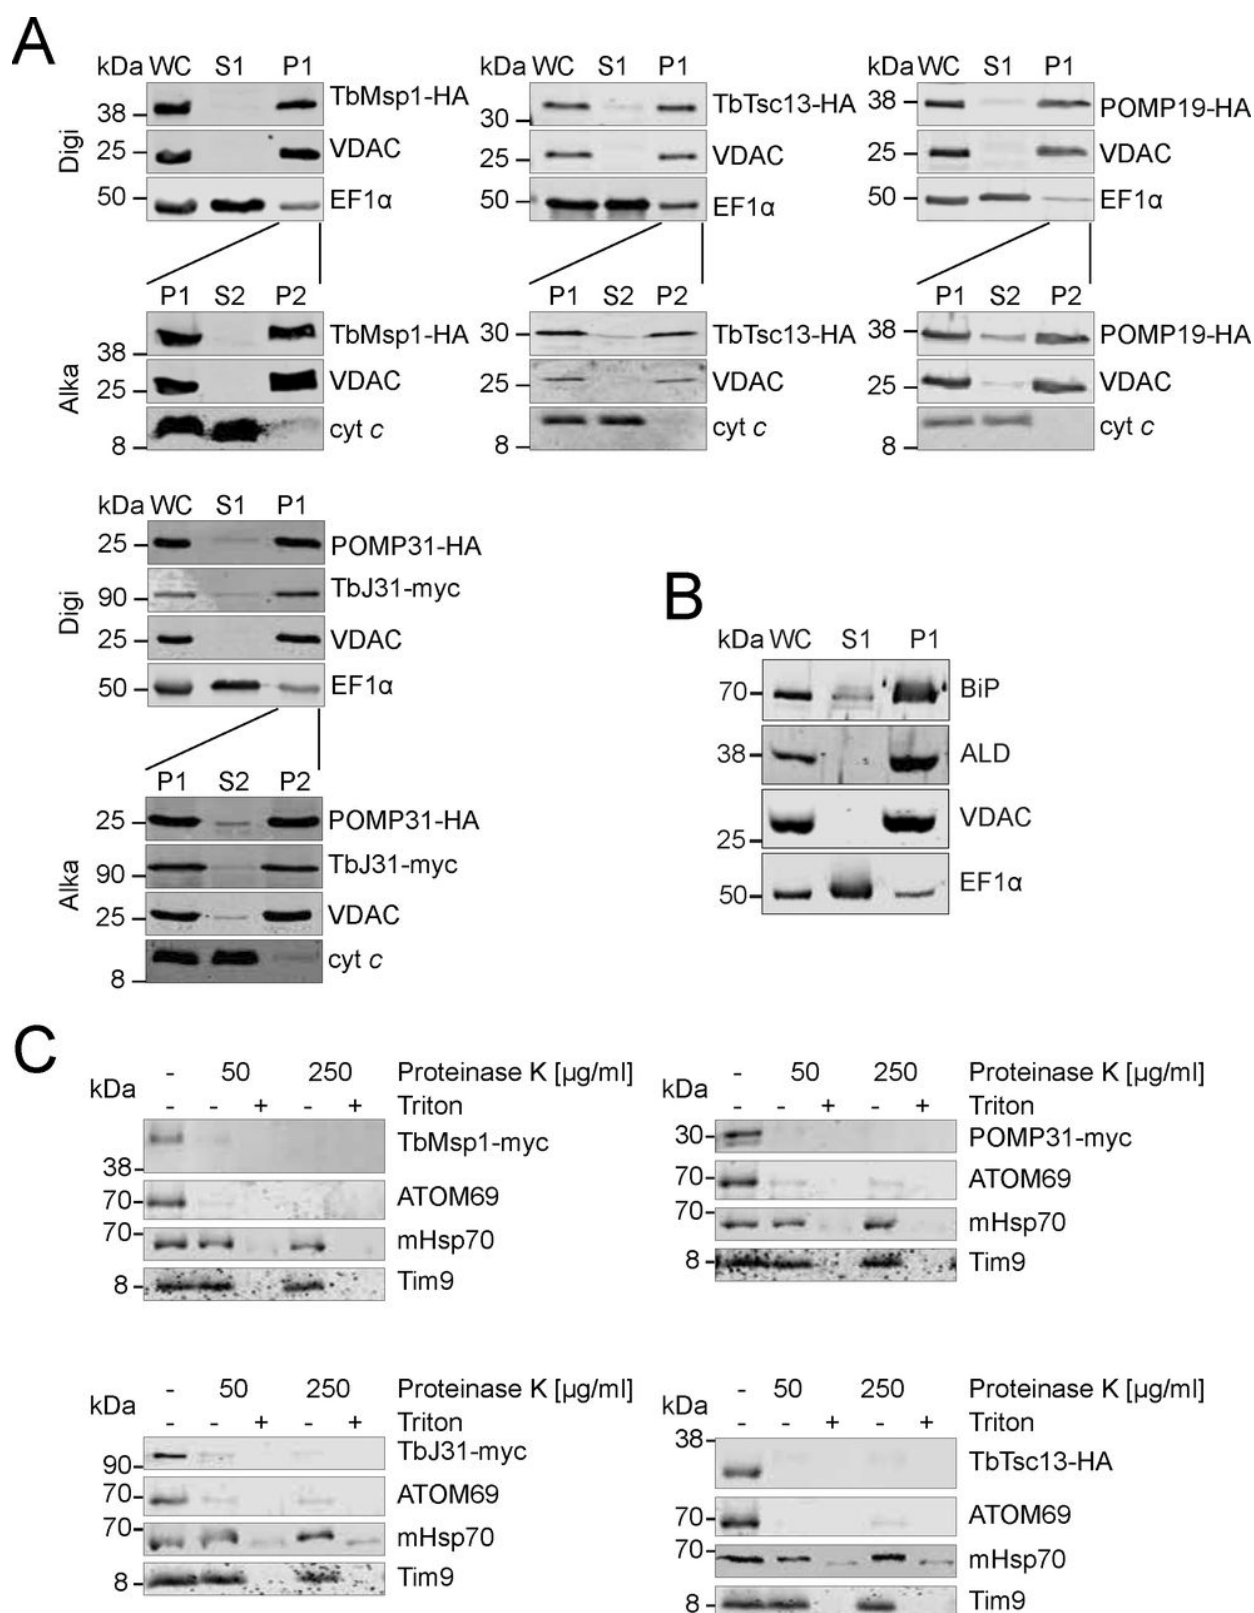 A
kDa WC S1 P1
38 TbMsp1-HA
25 VDAC
50 EF1α
Digi
P1 S2 P2
38 TbMsp1-HA
25 VDAC
8 cyt c
Alka
kDa WC S1 P1
30 TbTsc13-HA
25 VDAC
50 EF1α
P1 S2 P2
30 TbTsc13-HA
25 VDAC
8 cyt c
kDa WC S1 P1
38 POMP19-HA
25 VDAC
50 EF1α
P1 S2 P2
38 POMP19-HA
25 VDAC
8 cyt c
kDa WC S1 P1
25 POMP31-HA
90 TbJ31-myc
25 VDAC
50 EF1α
Digi
P1 S2 P2
25 POMP31-HA
90 TbJ31-myc
25 VDAC
8 cyt c
Alka
B
kDa WC S1 P1
70 BiP
38 ALD
25 VDAC
50 EF1α
C
- 50 250 Proteinase K [µg/ml]
kDa
- - + - + Triton
38 TbMsp1-myc
70 ATOM69
70 mHsp70
8 Tim9
- 50 250 Proteinase K [µg/ml]
kDa
- - + - + Triton
30 POMP31-myc
70 ATOM69
70 mHsp70
8 Tim9
- 50 250 Proteinase K [µg/ml]
kDa
- - + - + Triton
90 TbJ31-myc
70 ATOM69
70 mHsp70
8 Tim9
- 50 250 Proteinase K [µg/ml]
kDa
- - + - + Triton
38 TbTsc13-HA
70 ATOM69
70 mHsp70
8 Tim9